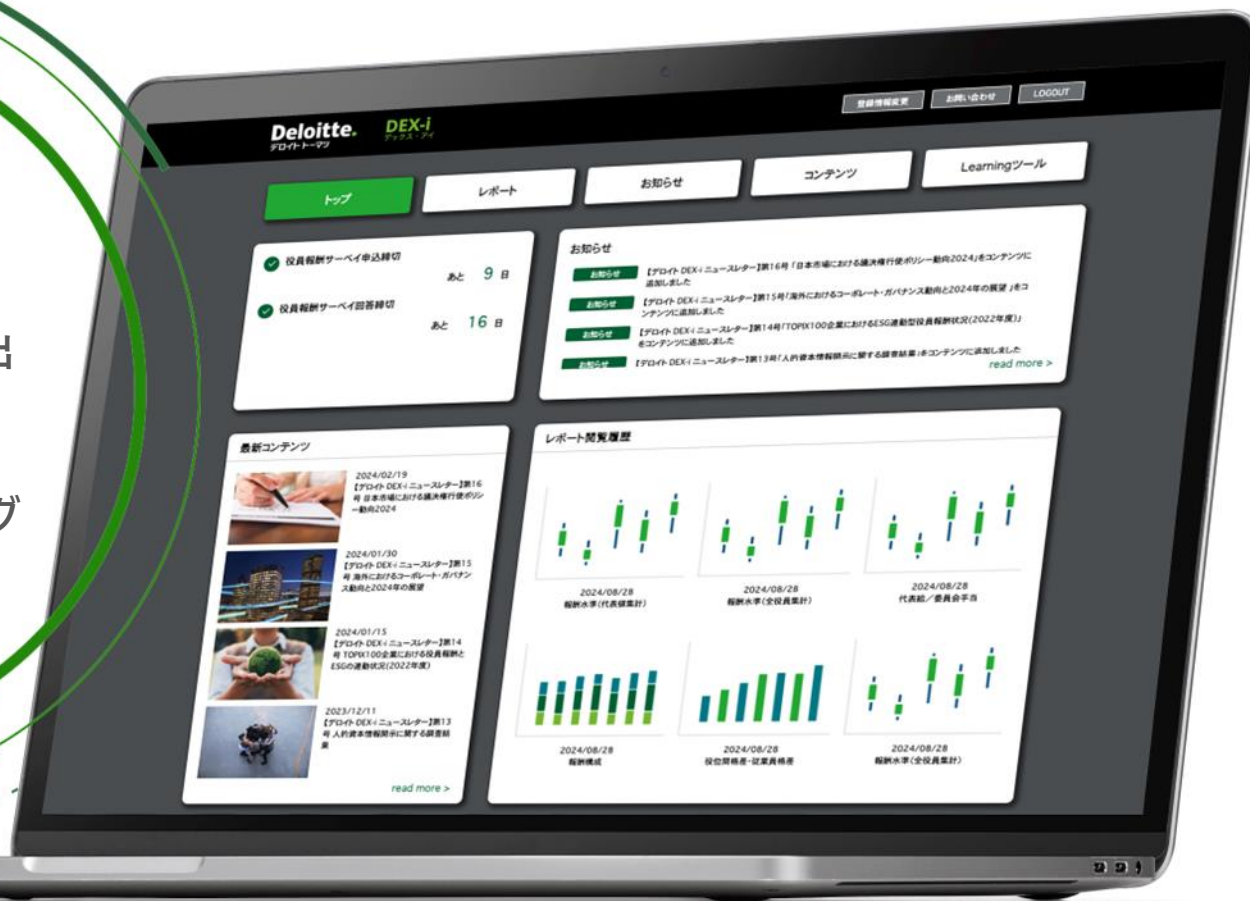 出
グ
Deloitte.
デロイト トーマツ
DEX-i
デックス・アイ
登録情報変更
お問い合わせ
LOGOUT
トップ
レポート
お知らせ
コンテンツ
Learningツール
役員報酬サーベイ申込締切
あと 9 日
役員報酬サーベイ回答締切
あと 16 日
お知らせ
お知らせ
【デロイト DEX-i ニュースレター】第16号「日本市場における議決権行使ポリシー動向2024」をコンテンツに
追加しました
お知らせ
【デロイト DEX-i ニュースレター】第15号「海外におけるコーポレート・ガバナンス動向と2024年の展望 」をコ
ンテンツに追加しました
お知らせ
【デロイト DEX-i ニュースレター】第14号「TOPIX100企業におけるESG連動型役員報酬状況(2022年度)」
をコンテンツに追加しました
お知らせ
【デロイト DEX-i ニュースレター】第13号「人的資本情報開示に関する調査結果」をコンテンツに追加しました
read more >
最新コンテンツ
2024/02/19
【デロイト DEX-i ニュースレター】第16
号 日本市場における議決権行使ポリシ
ー動向2024
2024/01/30
【デロイト DEX-i ニュースレター】第15
号 海外におけるコーポレート・ガバナン
ス動向と2024年の展望
2024/01/15
【デロイト DEX-i ニュースレター】第14
号 TOPIX100企業における役員報酬と
ESGの連動状況(2022年度)
2023/12/11
【デロイト DEX-i ニュースレター】第13
号 人的資本情報開示に関する調査結
果
read more >
レポート閲覧履歴
2024/08/28
報酬水準(代表値集計)
2024/08/28
報酬水準(全役員集計)
2024/08/28
代表給／委員会手当
2024/08/28
報酬構成
2024/08/28
役位間格差・従業員格差
2024/08/28
報酬水準(全役員集計)